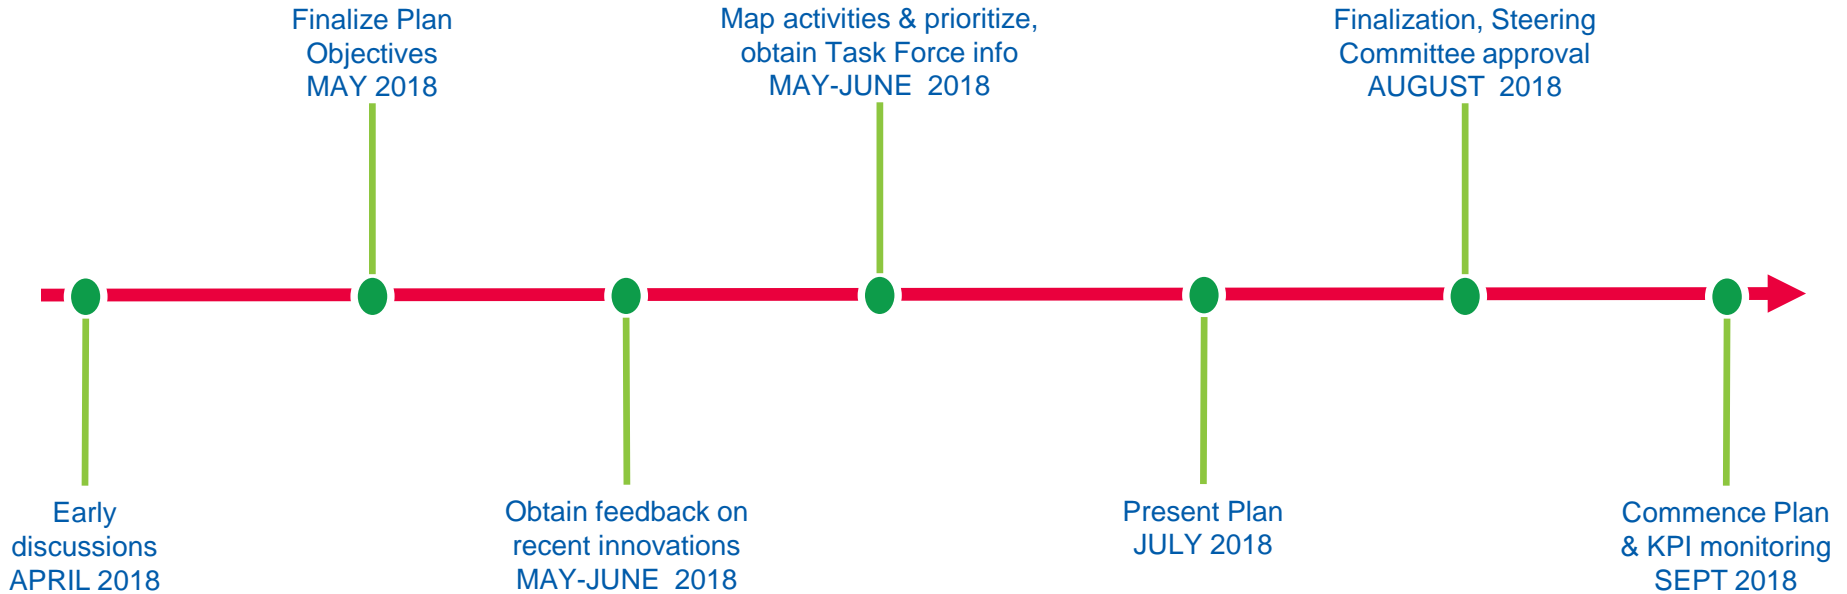 Finalize Plan
Objectives
MAY 2018
Map activities & prioritize,
obtain Task Force info
MAY-JUNE  2018
Finalization, Steering
Committee approval
AUGUST  2018
Early
discussions
APRIL 2018
Obtain feedback on
recent innovations
MAY-JUNE  2018
Present Plan
JULY 2018
Commence Plan
& KPI monitoring
SEPT 2018